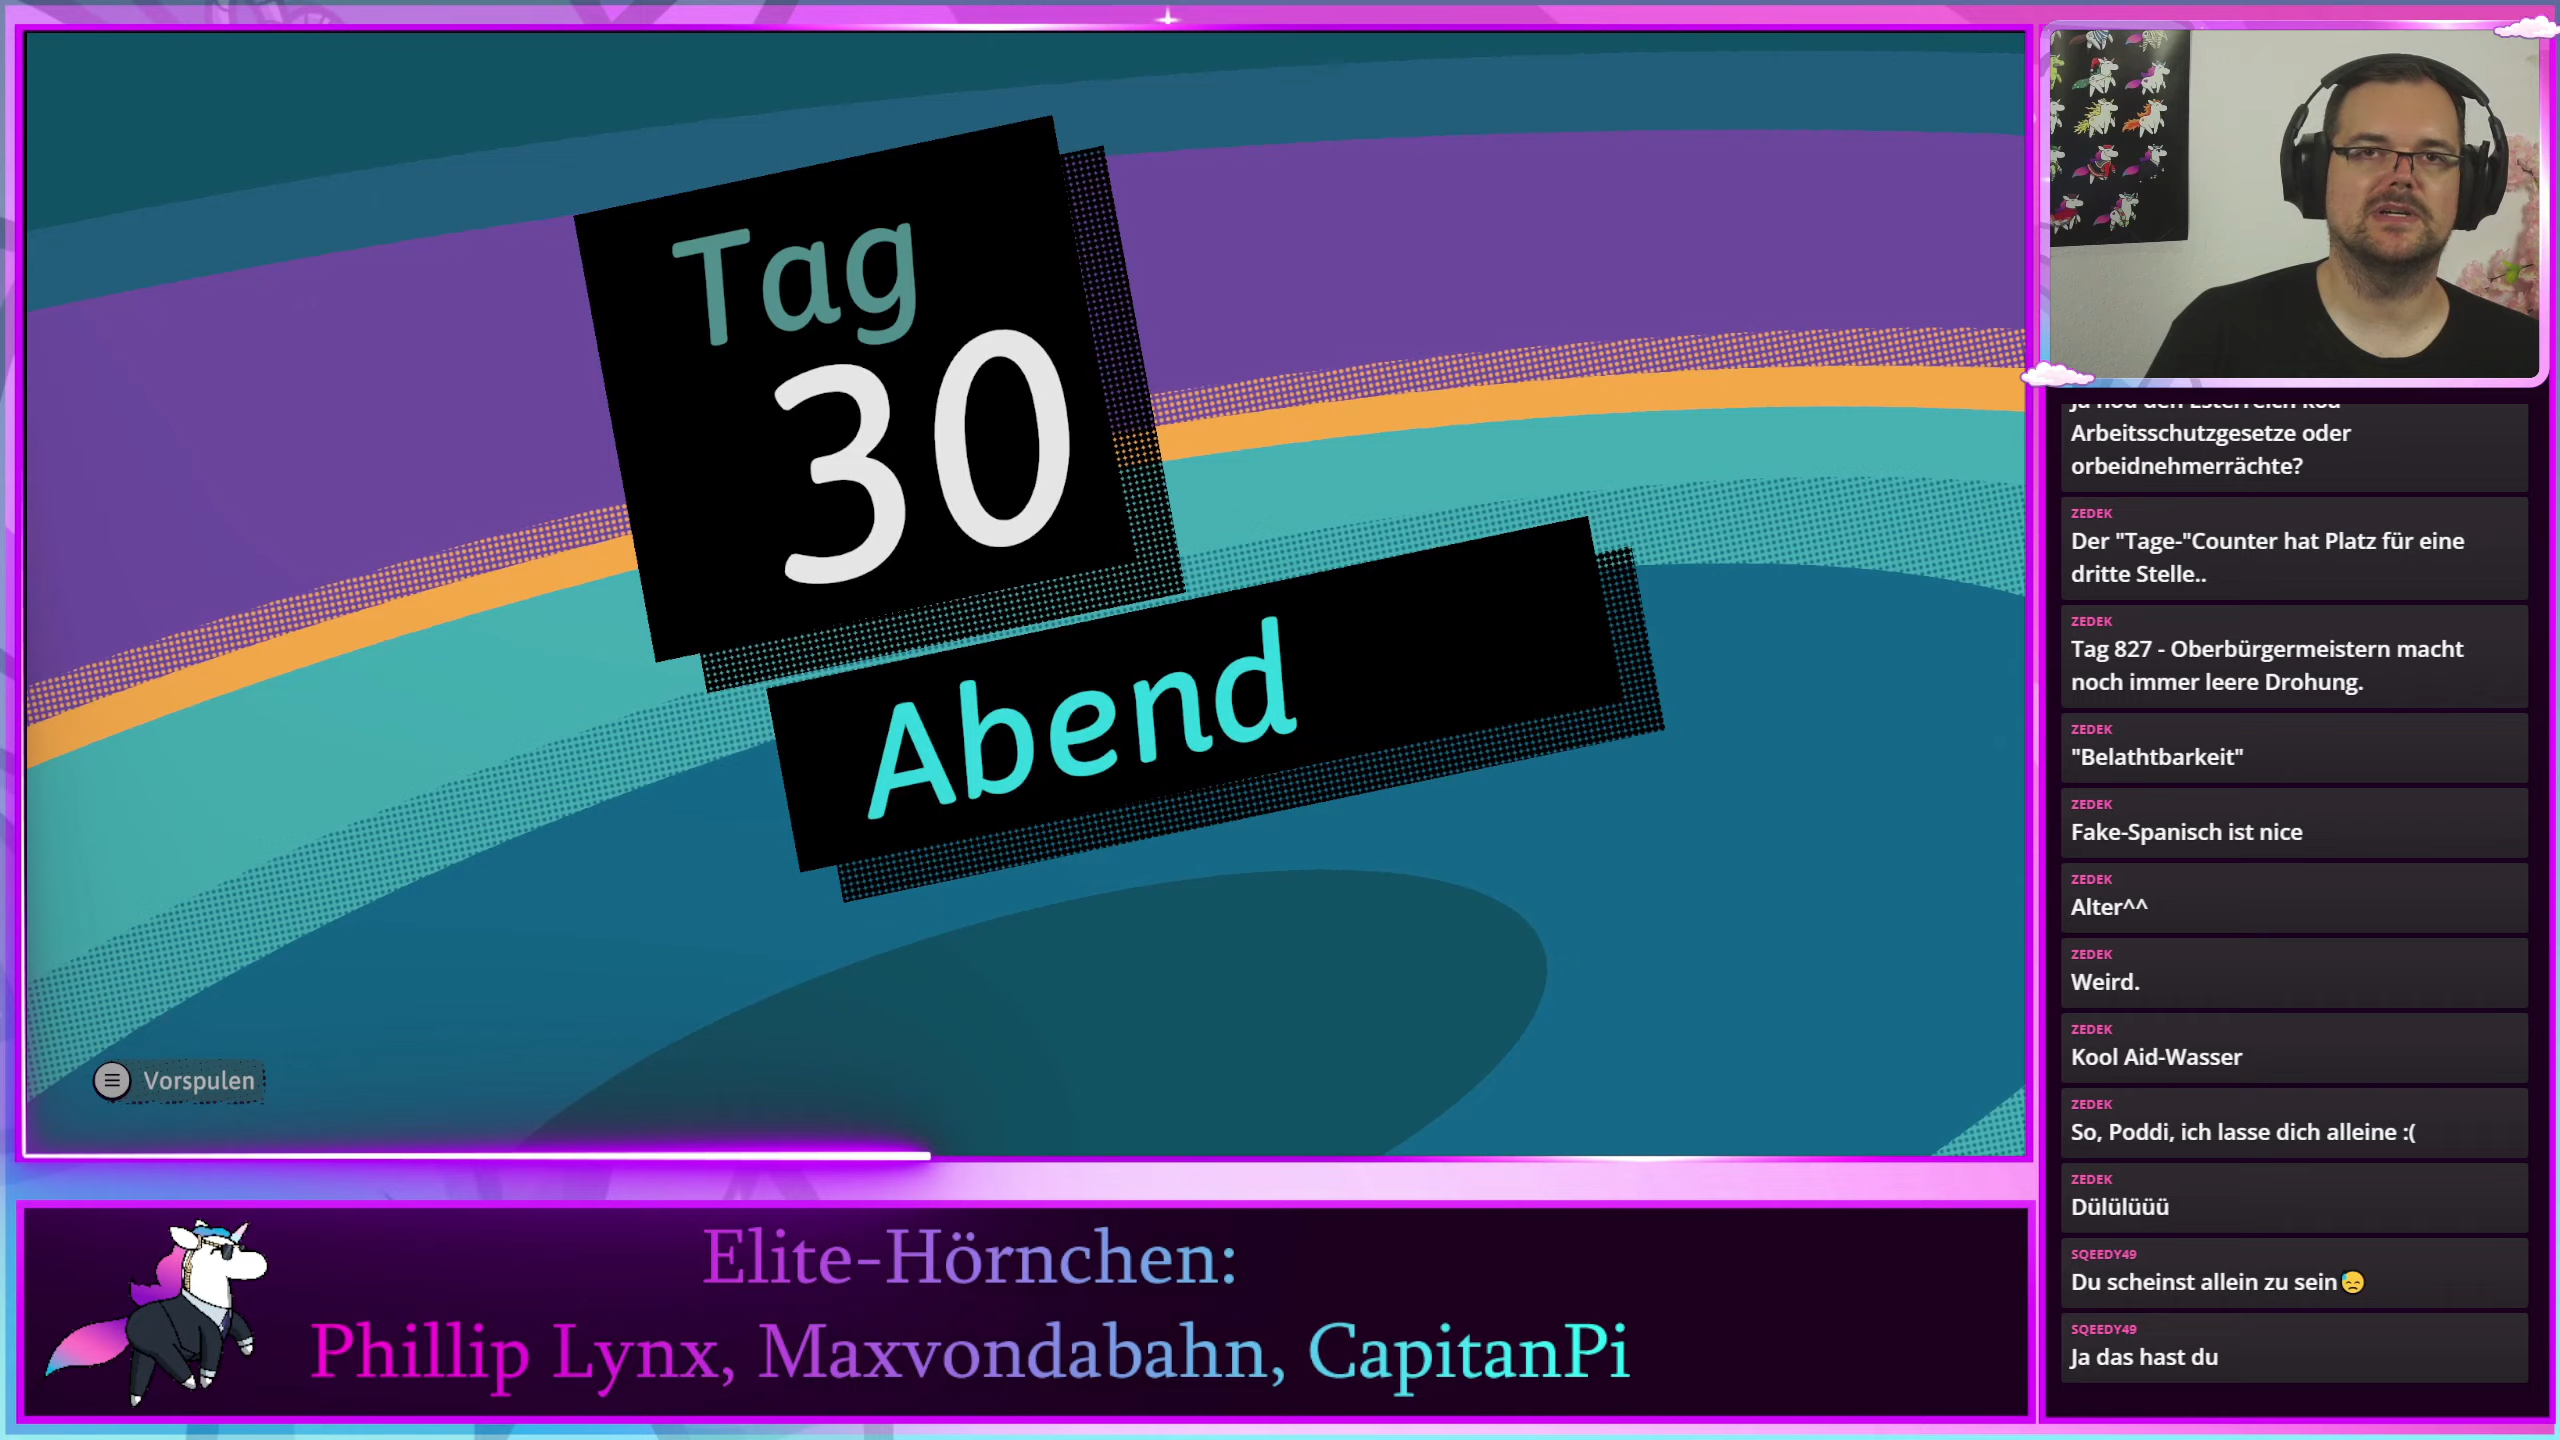 Tag
30
Abend
Vorspulen
Elite-Hörnchen:
Phillip Lynx, Maxvondabahn, CapitanPi
Arbeitsschutzgesetze oder
orbeidnehmerrächte?
ZEDEK
Der "Tage-"Counter hat Platz für eine
dritte Stelle..
ZEDEK
Tag 827 - Oberbürgermeistern macht
noch immer leere Drohung.
ZEDEK
"Belathtbarkeit"
ZEDEK
Fake-Spanisch ist nice
ZEDEK
Alter^^
ZEDEK
Weird.
ZEDEK
Kool Aid-Wasser
ZEDEK
So, Poddi, ich lasse dich alleine :(
ZEDEK
Dülülüüü
SQEEDY49
Du scheinst allein zu sein😓
SQEEDY49
Ja das hast du